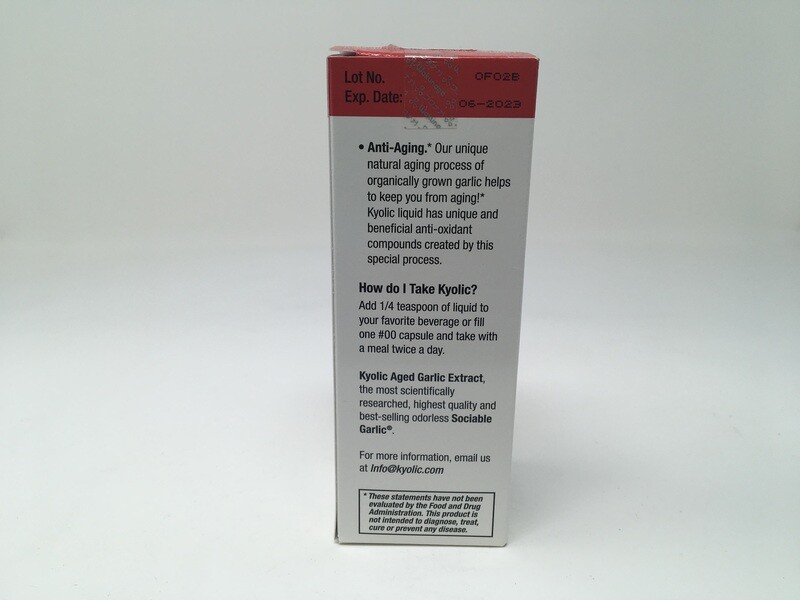 Lot No. 0F02B
Exp. Date: 06-2023
• Anti-Aging.* Our unique
natural aging process of
organically grown garlic helps
to keep you from aging!*
Kyolic liquid has unique and
beneficial anti-oxidant
compounds created by this
special process.
How do I Take Kyolic?
Add 1/4 teaspoon of liquid to
your favorite beverage or fill
one #00 capsule and take with
a meal twice a day.
Kyolic Aged Garlic Extract,
the most scientifically
researched, highest quality and
best-selling odorless Sociable
Garlic®.
For more information, email us
at Info@kyolic.com
* These statements have not been
evaluated by the Food and Drug
Administration. This product is
not intended to diagnose, treat,
cure or prevent any disease.